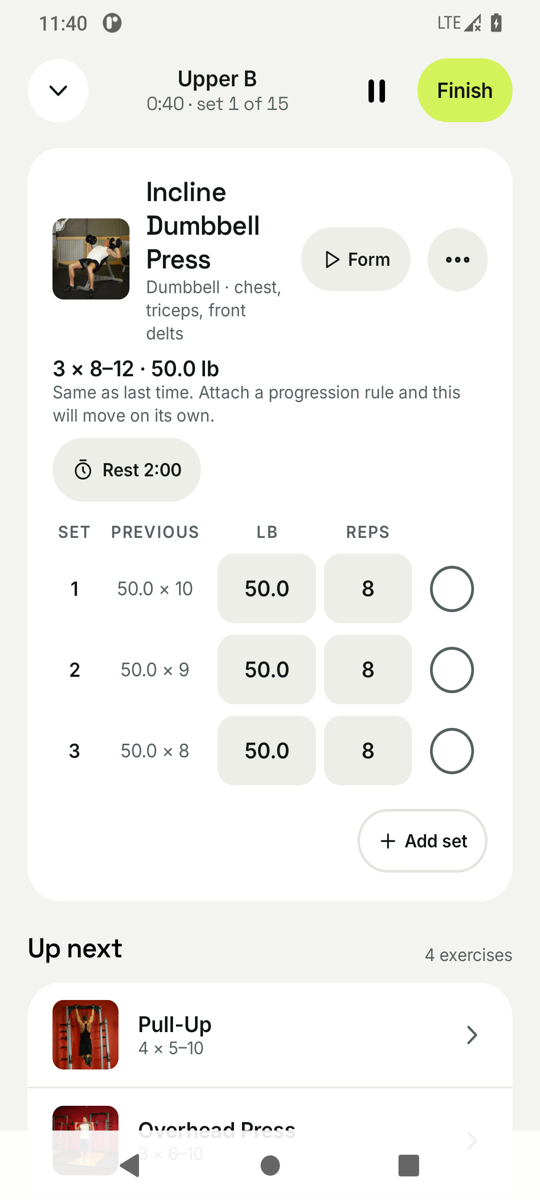 11:40
LTE
Upper B
0:40 · set 1 of 15
Finish
Incline
Dumbbell
Press
Dumbbell · chest,
triceps, front
delts
Form
3 × 8–12 · 50.0 lb
Same as last time. Attach a progression rule and this
will move on its own.
Rest 2:00
SET PREVIOUS LB REPS
1 50.0 × 10 50.0 8
2 50.0 × 9 50.0 8
3 50.0 × 8 50.0 8
+ Add set
Up next
4 exercises
Pull-Up
4 × 5–10
Overhead Press
3 × 6–10